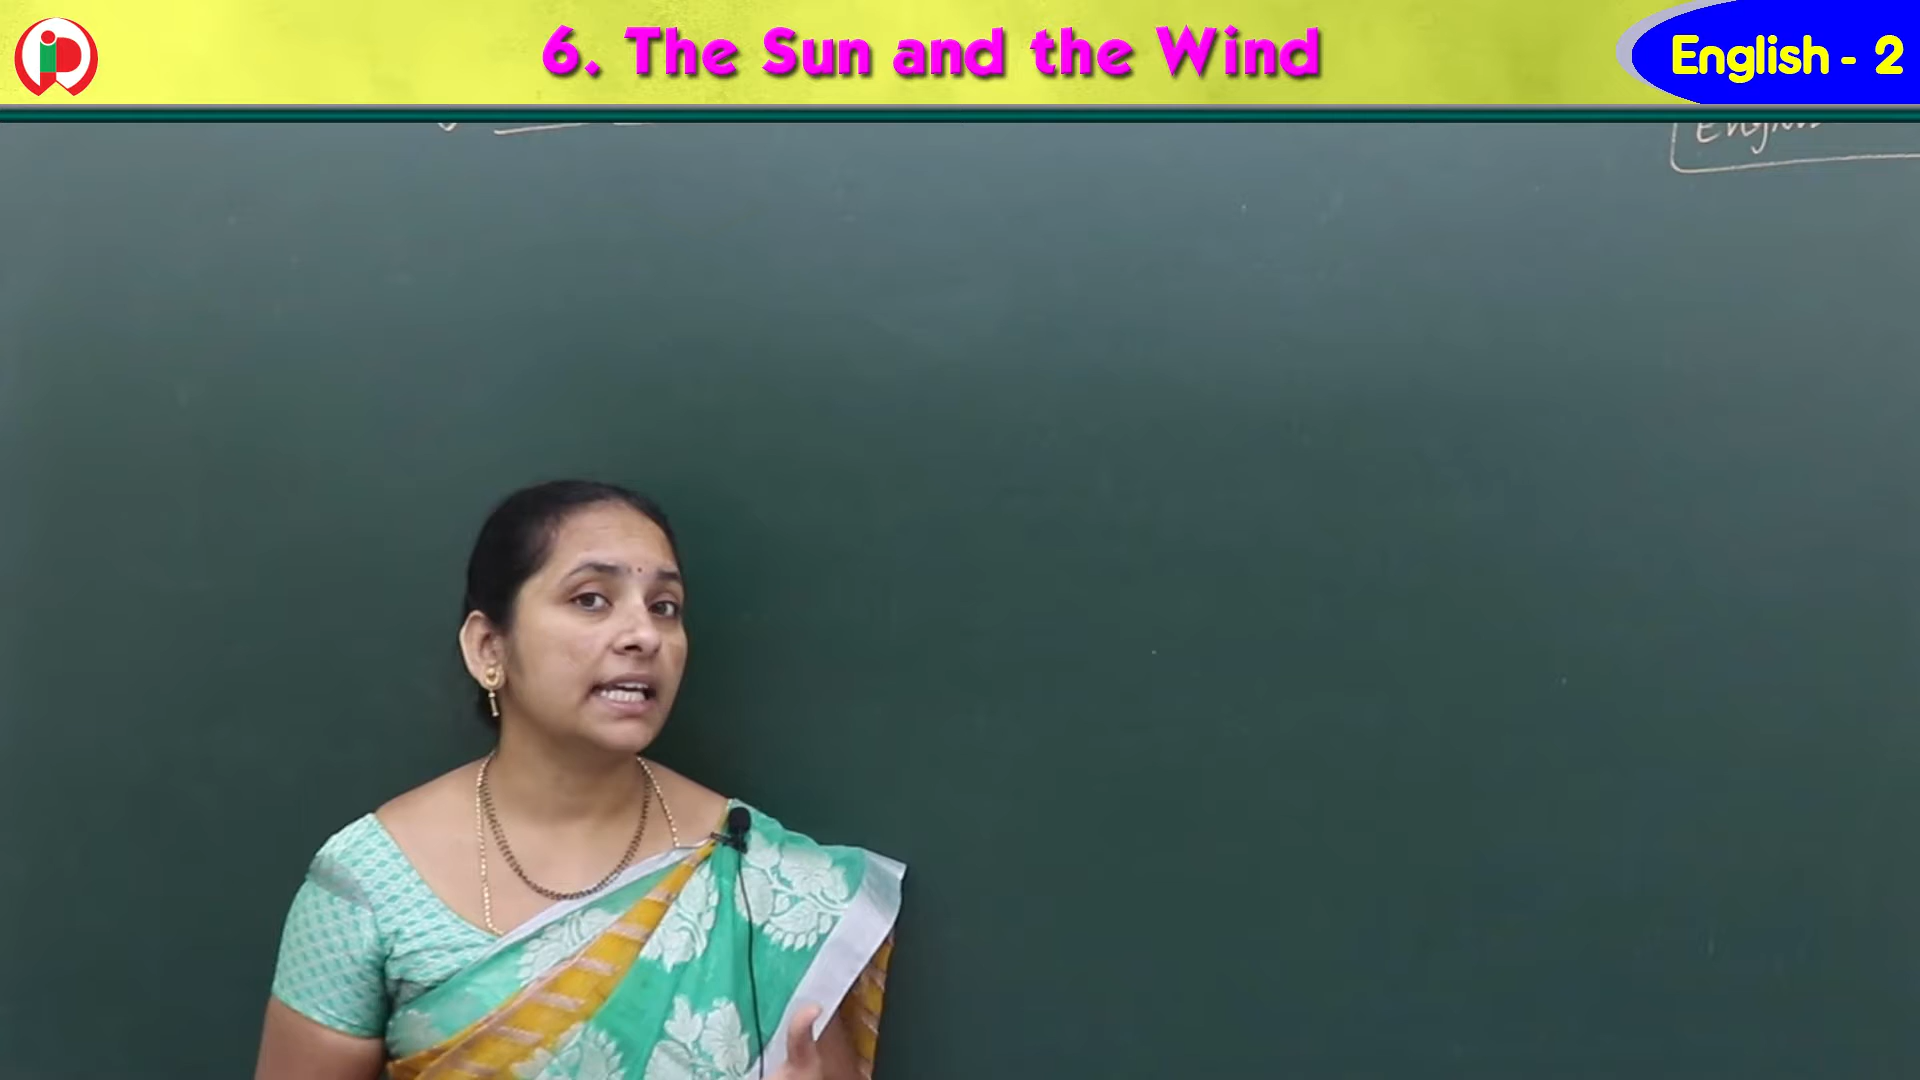 6. The Sun and the Wind
English - 2